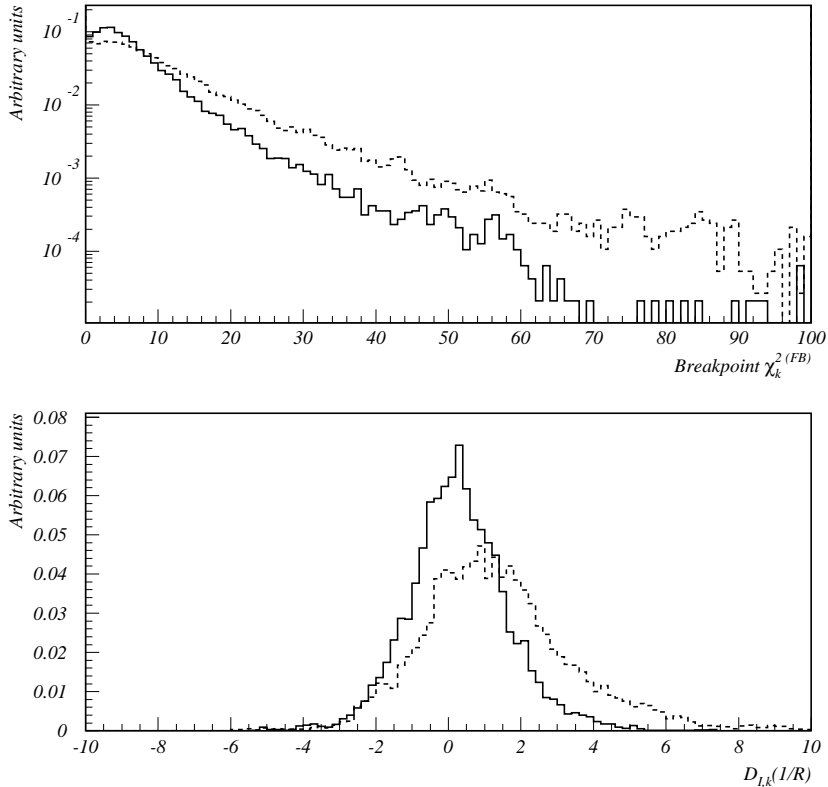 Arbitrary units
10⁻¹
10⁻²
10⁻³
10⁻⁴
0 10 20 30 40 50 60 70 80 90 100
Breakpoint χₖ² ⁽ᶠᴮ⁾
Arbitrary units
0.08
0.07
0.06
0.05
0.04
0.03
0.02
0.01
0
-10 -8 -6 -4 -2 0 2 4 6 8 10
D_{I,k}(1/R)